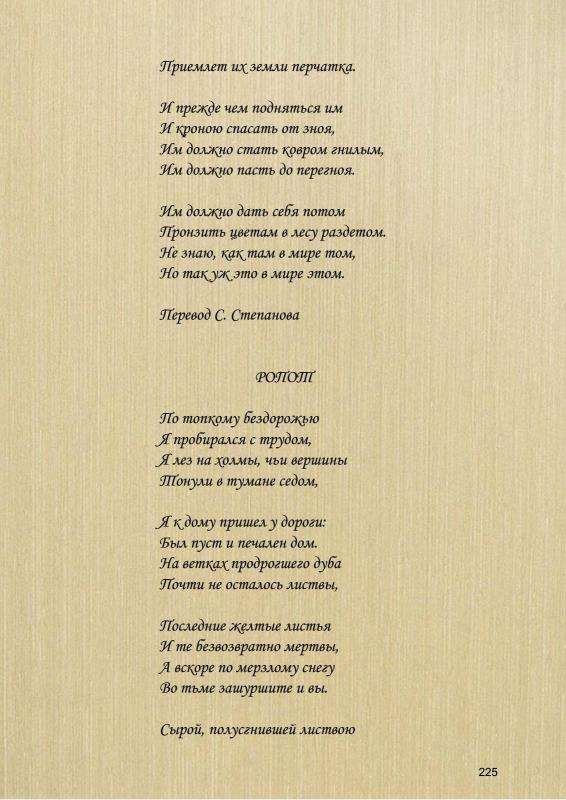 Приемлет их земли перчатка.
И прежде чем подняться им
И кроною спасать от зноя,
Им должно стать ковром гнилым,
Им должно пасть до перегноя.
Им должно дать себя потом
Пронзить цветам в лесу раздетом.
Не знаю, как там в мире том,
Но так уж это в мире этом.
Перевод С. Степанова
РОПОТ
По топкому бездорожью
Я пробирался с трудом,
Я лез на холмы, чьи вершины
Тонули в тумане седом,
Я к дому пришел у дороги:
Был пуст и печален дом.
На ветках продрогшего дуба
Почти не осталось листвы,
Последние желтые листья
И те безвозвратно мертвы,
А вскоре по мерзлому снегу
Во тьме зашуршите и вы.
Сырой, полусгнившей листвою
225